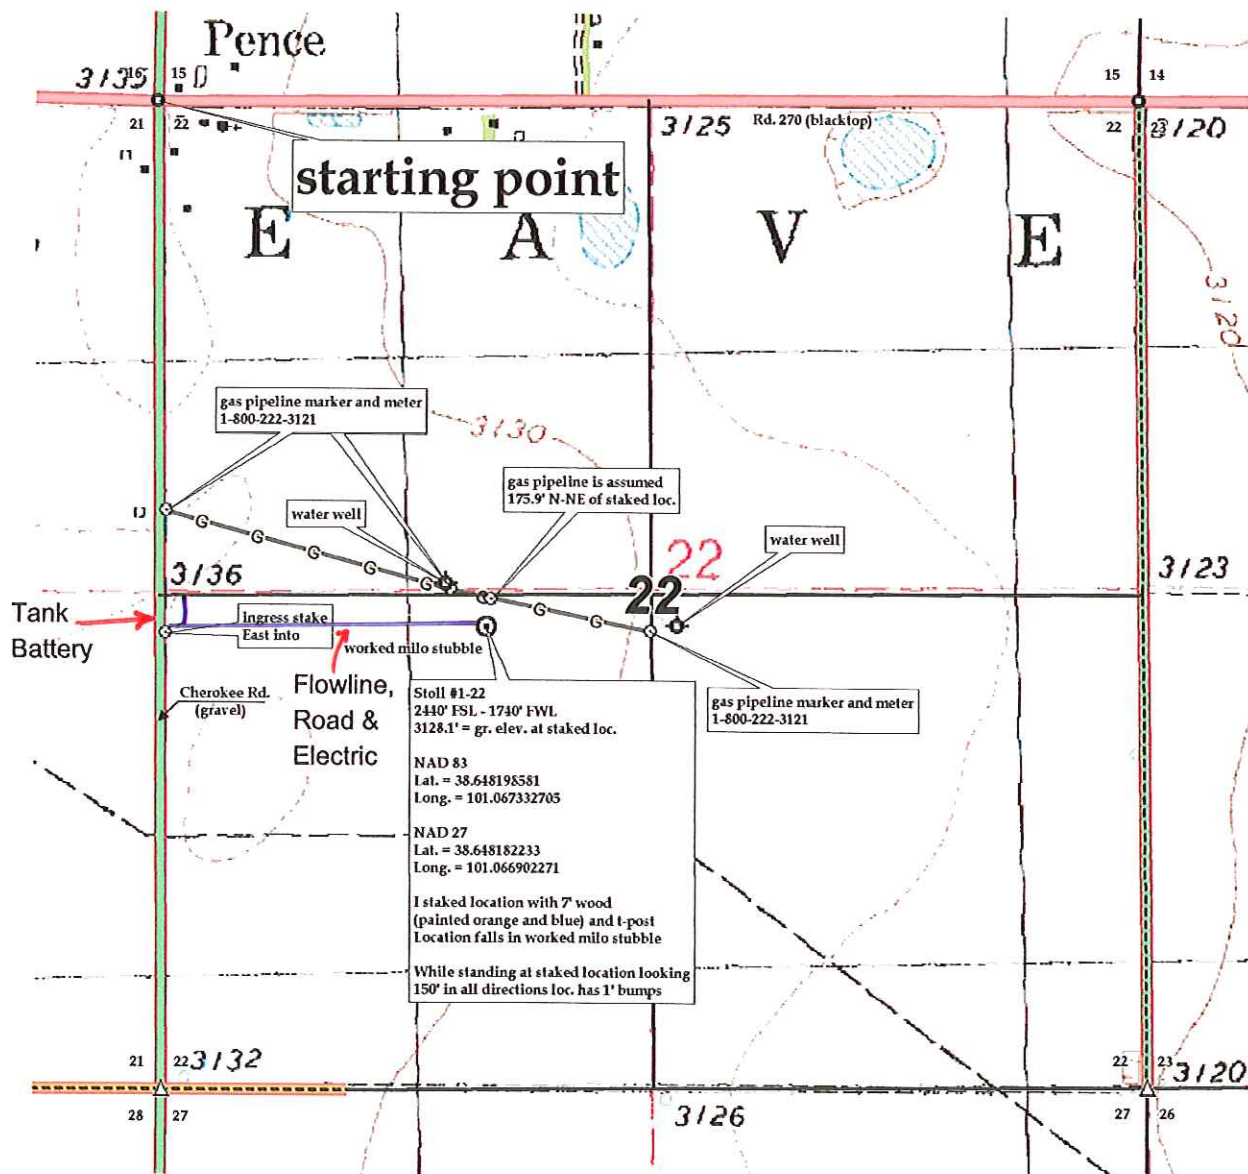 Pence
3135
16
15
15
14
21
22
3125
Rd. 270 (blacktop)
22
23
3120
starting point
E A V E
3120
gas pipeline marker and meter
1-800-222-3121
3130
gas pipeline is assumed
175.9' N-NE of staked loc.
water well
G G G G G G G
22
water well
3136
22
3123
Tank
Battery
Ingress stake
East into
worked milo stubble
Cherokee Rd.
(gravel)
Flowline,
Road &
Electric
gas pipeline marker and meter
1-800-222-3121
Stoll #1-22
2440' FSL - 1740' FWL
3128.1' = gr. elev. at staked loc.
NAD 83
Lat. = 38.648198581
Long. = 101.067332705
NAD 27
Lat. = 38.648182233
Long. = 101.066902271
I staked location with 7' wood
(painted orange and blue) and t-post
Location falls in worked milo stubble
While standing at staked location looking
150' in all directions loc. has 1' bumps
21
22
3132
22
23
3120
28
27
3126
27
26